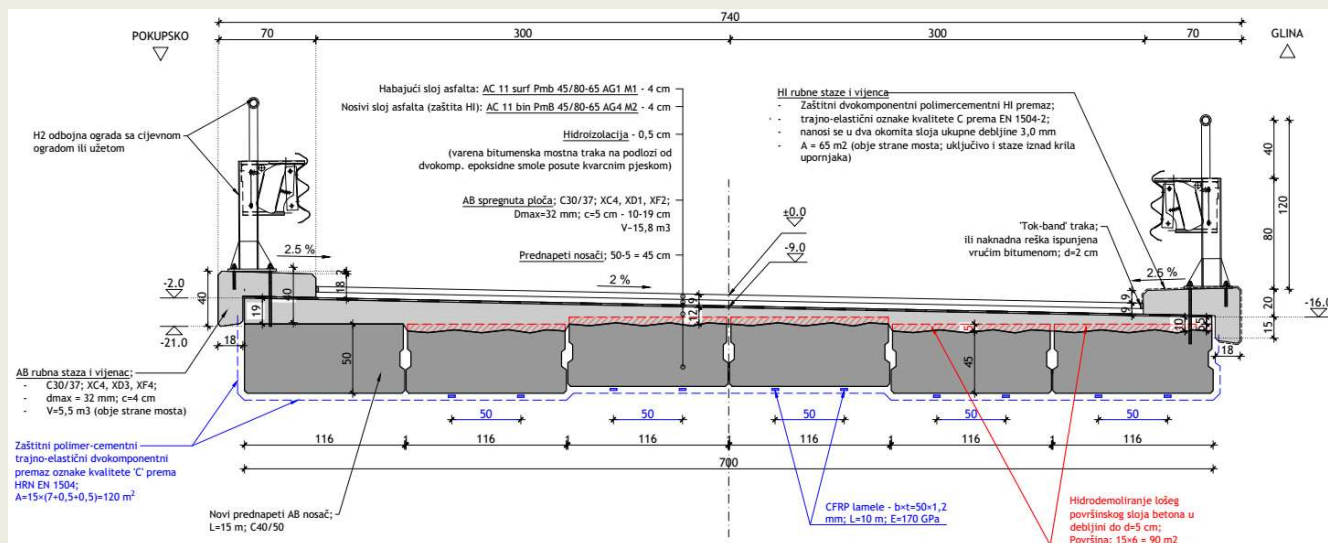 740
70
300
300
70
POKUPSKO
GLINA
Habajući sloj asfalta: AC 11 surf Pmb 45/80-65 AG1 M1 - 4 cm
Nosivi sloj asfalta (zaštita HI): AC 11 bin PmB 45/80-65 AG4 M2 - 4 cm
Hidroizolacija - 0,5 cm
(varena bitumenska mostna traka na podlozi od
dvokomp. epoksidne smole posute kvarcnim pjeskom)
AB spregnuta ploča; C30/37; XC4, XD1, XF2;
Dmax=32 mm; c=5 cm - 10-19 cm
V~15,8 m3
Prednapeti nosači; 50-5 = 45 cm
HI rubne staze i vijenca;
- Zaštitni dvokomponentni polimercementni HI premaz;
- trajno-elastični oznake kvalitete C prema EN 1504-2;
- nanosi se u dva okomita sloja ukupne debljine 3,0 mm
- A = 65 m2 (obje strane mosta; uključivo i staze iznad krila
upornjaka)
H2 odbojna ograda sa cijevnom
ogradom ili užetom
'Tok-band' traka;
ili naknadna reška ispunjena
vrućim bitumenom; d=2 cm
±0.0
-9.0
2.5 %
2 %
2.5 %
40
80
120
20
15
-16.0
-2.0
-21.0
40
19
40
18
2
18
50
12
9
9
9
5
45
10
18
AB rubna staza i vijenac;
- C30/37; XC4, XD3, XF4;
- dmax = 32 mm; c=4 cm
- V=5,5 m3 (obje strane mosta)
50
50
50
50
50
116
1
116
1
116
116
1
116
1
116
700
Zaštitni polimer-cementni
trajno-elastični dvokomponentni
premaz oznake kvalitete 'C' prema
HRN EN 1504;
A=15×(7+0,5+0,5)=120 m²
Novi prednapeti AB nosač;
L=15 m; C40/50
CFRP lamele - b×t=50×1,2
mm; L=10 m; E=170 GPa
Hidrodemoliranje lošeg
površinskog sloja betona u
debljini do d=5 cm;
Površina: 15×6 = 90 m2